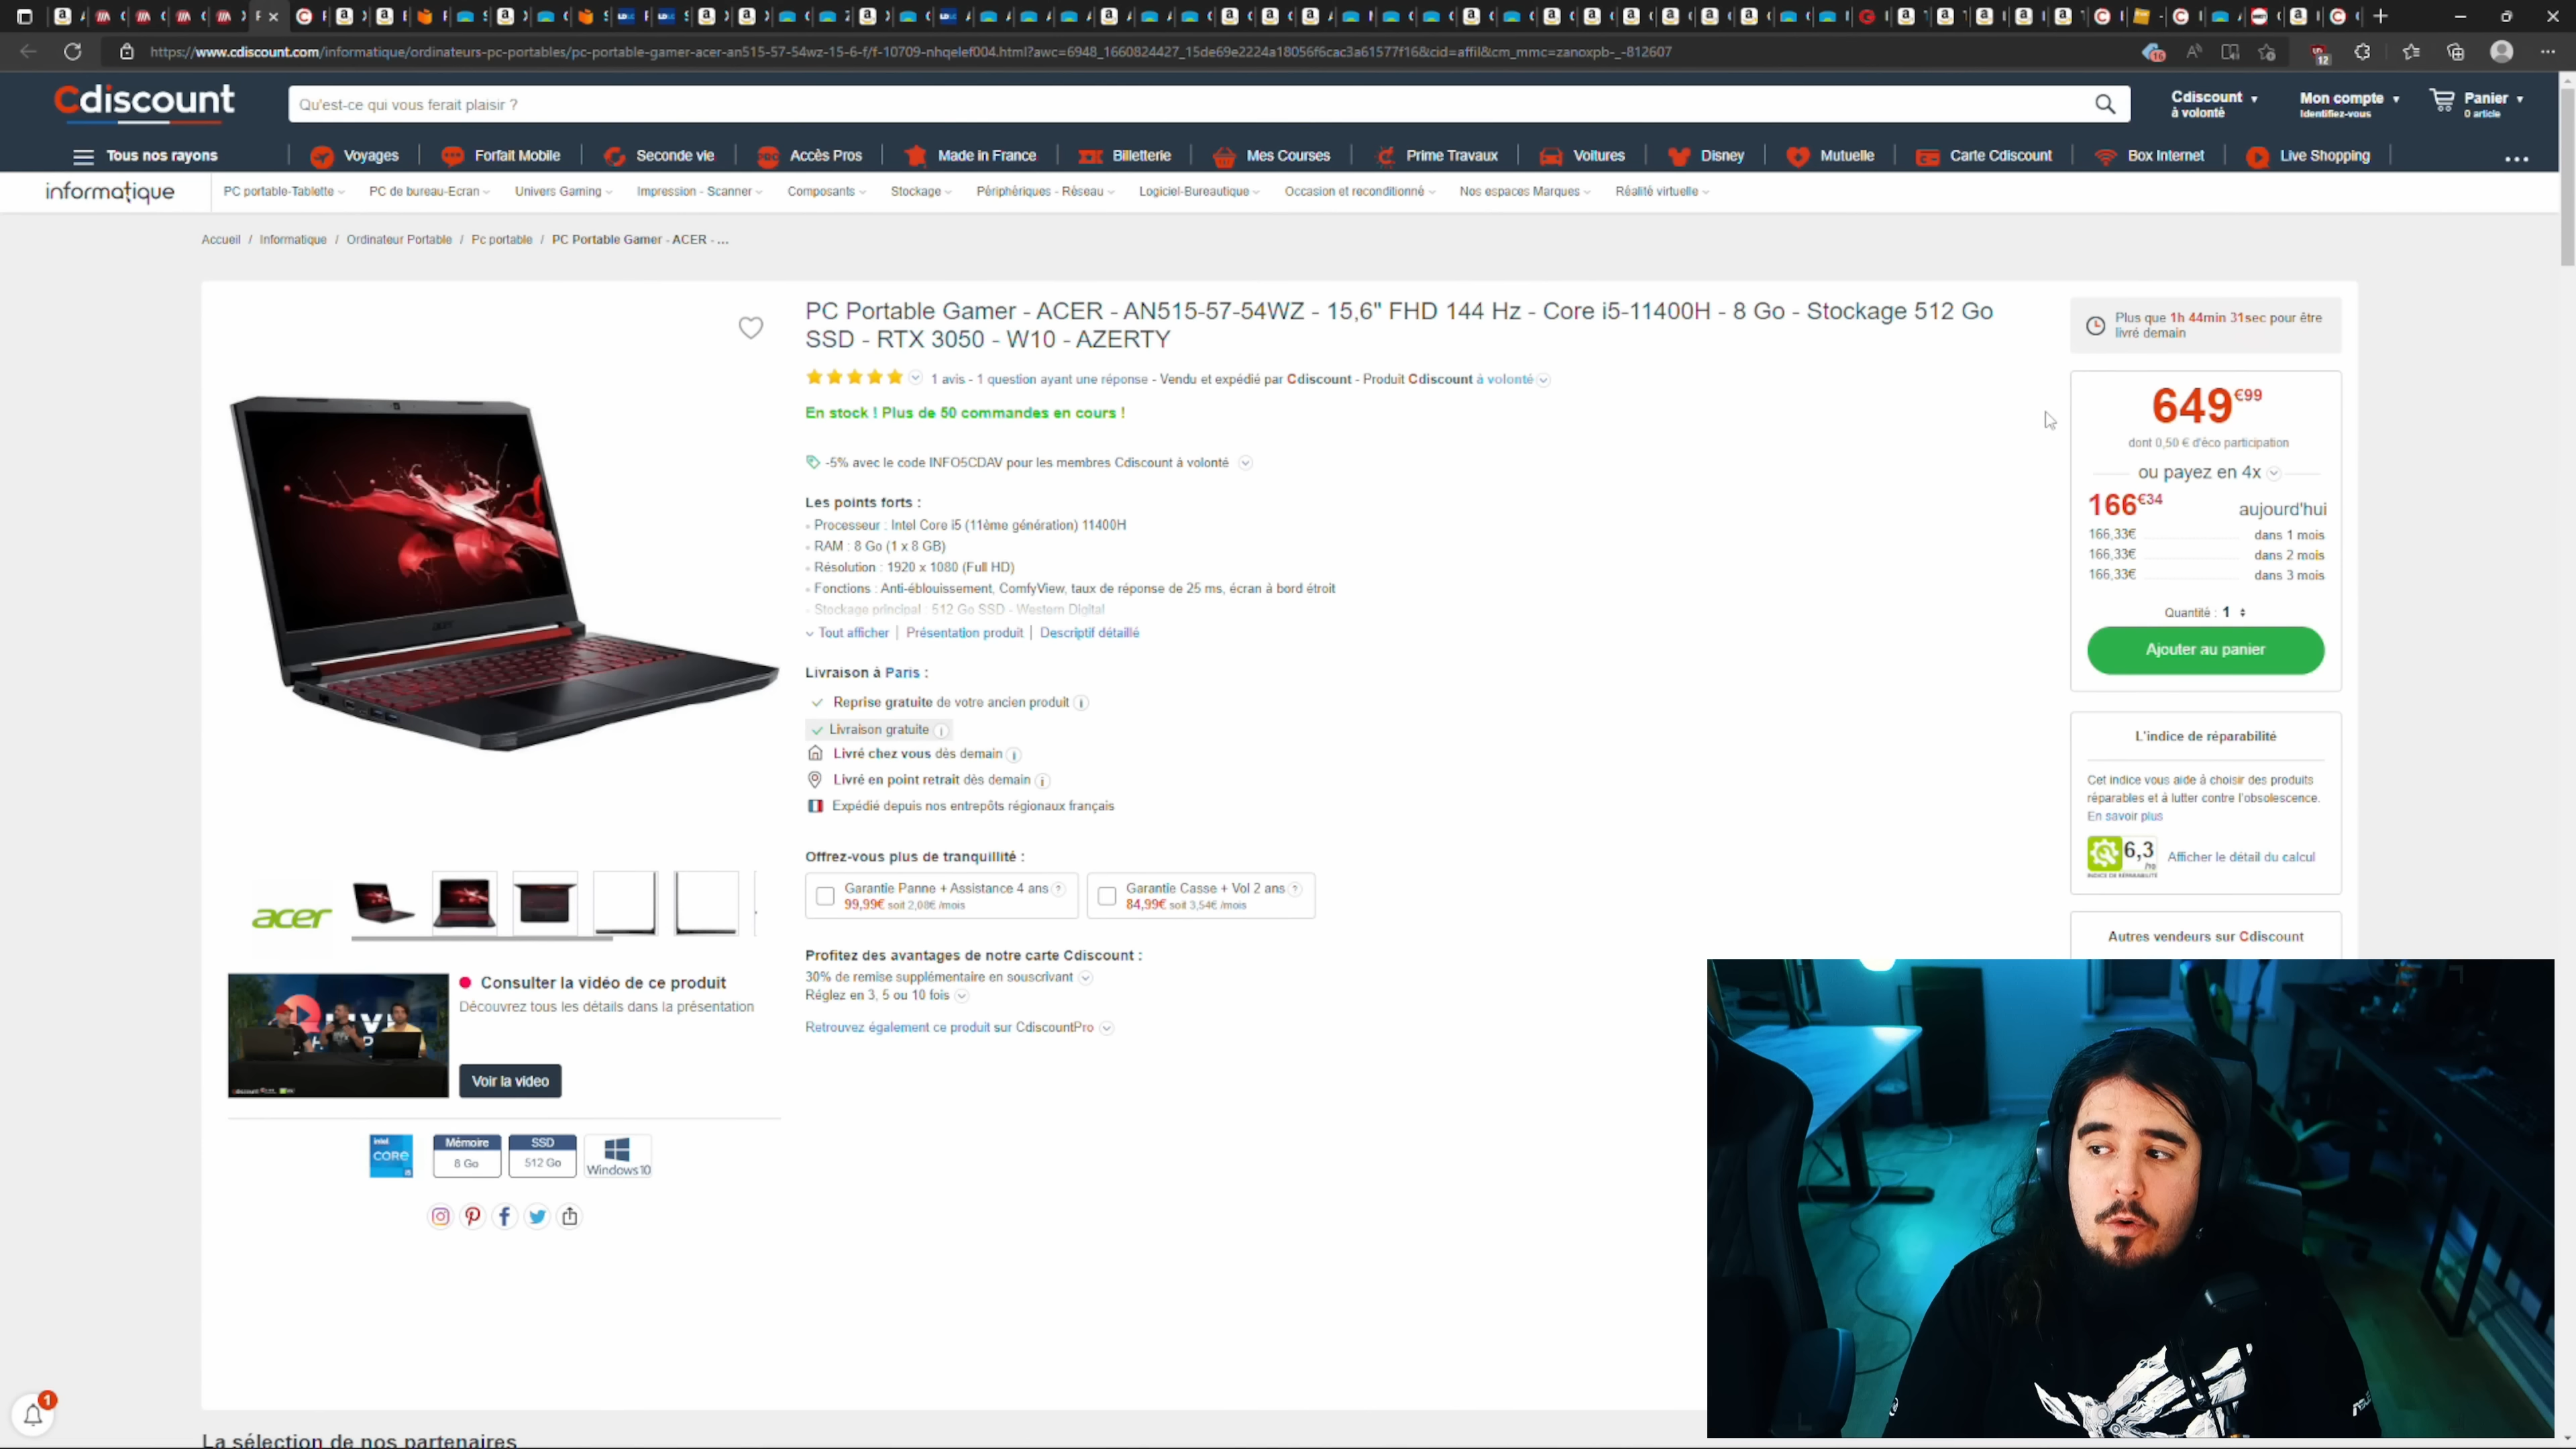 https://www.cdiscount.com/informatique/ordinateurs-pc-portables/pc-portable-gamer-acer-an515-57-54wz-15-6-f/f-10709-nhqelef004.html?awc=6948_1660824427_15de69e2224a18056f6cac3a61577f16&cid=affil&cm_mmc=zanoxpb-_-812607
16
12
Cdiscount
Qu'est-ce qui vous ferait plaisir ?
Cdiscount à volonté
Mon compte Identifiez-vous
Panier 0 article
Tous nos rayons
Voyages
Forfait Mobile
Seconde vie
Accès Pros
Made in France
Billetterie
Mes Courses
Prime Travaux
Voitures
Disney
Mutuelle
Carte Cdiscount
Box Internet
Live Shopping
informatique
PC portable-Tablette
PC de bureau-Ecran
Univers Gaming
Impression - Scanner
Composants
Stockage
Périphériques - Réseau
Logiciel-Bureautique
Occasion et reconditionné
Nos espaces Marques
Réalité virtuelle
Accueil / Informatique / Ordinateur Portable / Pc portable / PC Portable Gamer - ACER - ...
PC Portable Gamer - ACER - AN515-57-54WZ - 15,6" FHD 144 Hz - Core i5-11400H - 8 Go - Stockage 512 Go
SSD - RTX 3050 - W10 - AZERTY
1 avis - 1 question ayant une réponse - Vendu et expédié par Cdiscount - Produit Cdiscount à volonté
En stock ! Plus de 50 commandes en cours !
-5% avec le code INFO5CDAV pour les membres Cdiscount à volonté
Les points forts :
Processeur : Intel Core i5 (11ème génération) 11400H
RAM : 8 Go (1 x 8 GB)
Résolution : 1920 x 1080 (Full HD)
Fonctions : Anti-éblouissement, ComfyView, taux de réponse de 25 ms, écran à bord étroit
Stockage principal : 512 Go SSD - Western Digital
Tout afficher | Présentation produit | Descriptif détaillé
Livraison à Paris :
Reprise gratuite de votre ancien produit
Livraison gratuite
Livré chez vous dès demain
Livré en point retrait dès demain
Expédié depuis nos entrepôts régionaux français
Offrez-vous plus de tranquillité :
Garantie Panne + Assistance 4 ans
99,99€ soit 2,08€ /mois
Garantie Casse + Vol 2 ans
84,99€ soit 3,54€ /mois
Profitez des avantages de notre carte Cdiscount :
30% de remise supplémentaire en souscrivant
Réglez en 3, 5 ou 10 fois
Retrouvez également ce produit sur CdiscountPro
Plus que 1h 44min 31sec pour être
livré demain
649€99
dont 0,50 € d'éco participation
ou payez en 4x
166€34 aujourd'hui
166,33€ dans 1 mois
166,33€ dans 2 mois
166,33€ dans 3 mois
Quantité : 1
Ajouter au panier
L'indice de réparabilité
Cet indice vous aide à choisir des produits
réparables et à lutter contre l'obsolescence.
En savoir plus
6,3 /10
INDICE DE RÉPARABILITÉ
Afficher le détail du calcul
Autres vendeurs sur Cdiscount
acer
acer
Consulter la vidéo de ce produit
Découvrez tous les détails dans la présentation
Voir la video
intel CORE i5
Mémoire
8 Go
SSD
512 Go
Windows 10
1
La sélection de nos partenaires